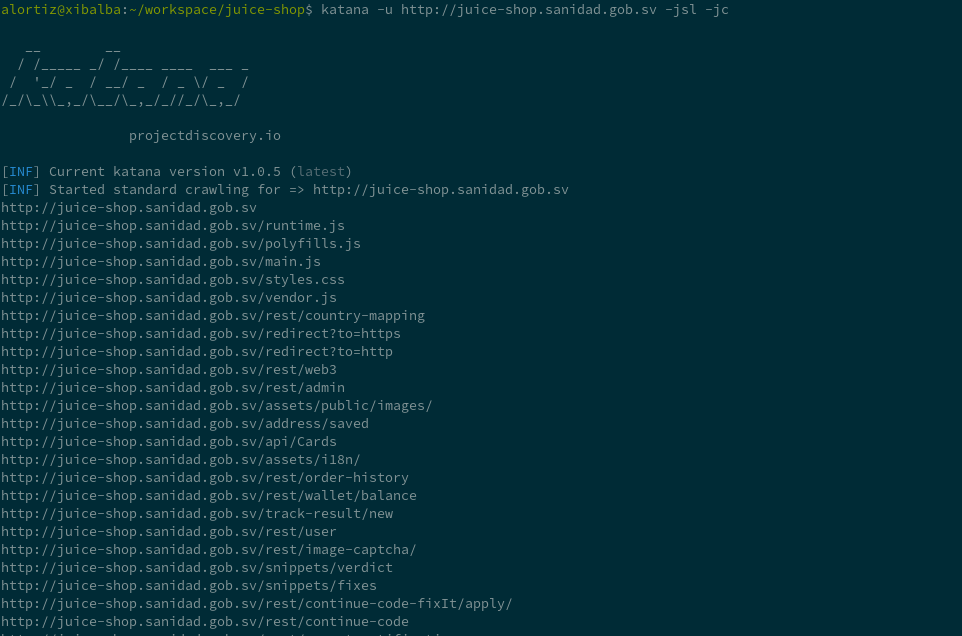 alortiz@xibalba:~/workspace/juice-shop$ katana -u http://juice-shop.sanidad.gob.sv -jsl -jc
projectdiscovery.io
[INF] Current katana version v1.0.5 (latest)
[INF] Started standard crawling for => http://juice-shop.sanidad.gob.sv
http://juice-shop.sanidad.gob.sv
http://juice-shop.sanidad.gob.sv/runtime.js
http://juice-shop.sanidad.gob.sv/polyfills.js
http://juice-shop.sanidad.gob.sv/main.js
http://juice-shop.sanidad.gob.sv/styles.css
http://juice-shop.sanidad.gob.sv/vendor.js
http://juice-shop.sanidad.gob.sv/rest/country-mapping
http://juice-shop.sanidad.gob.sv/redirect?to=https
http://juice-shop.sanidad.gob.sv/redirect?to=http
http://juice-shop.sanidad.gob.sv/rest/web3
http://juice-shop.sanidad.gob.sv/rest/admin
http://juice-shop.sanidad.gob.sv/assets/public/images/
http://juice-shop.sanidad.gob.sv/address/saved
http://juice-shop.sanidad.gob.sv/api/Cards
http://juice-shop.sanidad.gob.sv/assets/i18n/
http://juice-shop.sanidad.gob.sv/rest/order-history
http://juice-shop.sanidad.gob.sv/rest/wallet/balance
http://juice-shop.sanidad.gob.sv/track-result/new
http://juice-shop.sanidad.gob.sv/rest/user
http://juice-shop.sanidad.gob.sv/rest/image-captcha/
http://juice-shop.sanidad.gob.sv/snippets/verdict
http://juice-shop.sanidad.gob.sv/snippets/fixes
http://juice-shop.sanidad.gob.sv/rest/continue-code-fixIt/apply/
http://juice-shop.sanidad.gob.sv/rest/continue-code